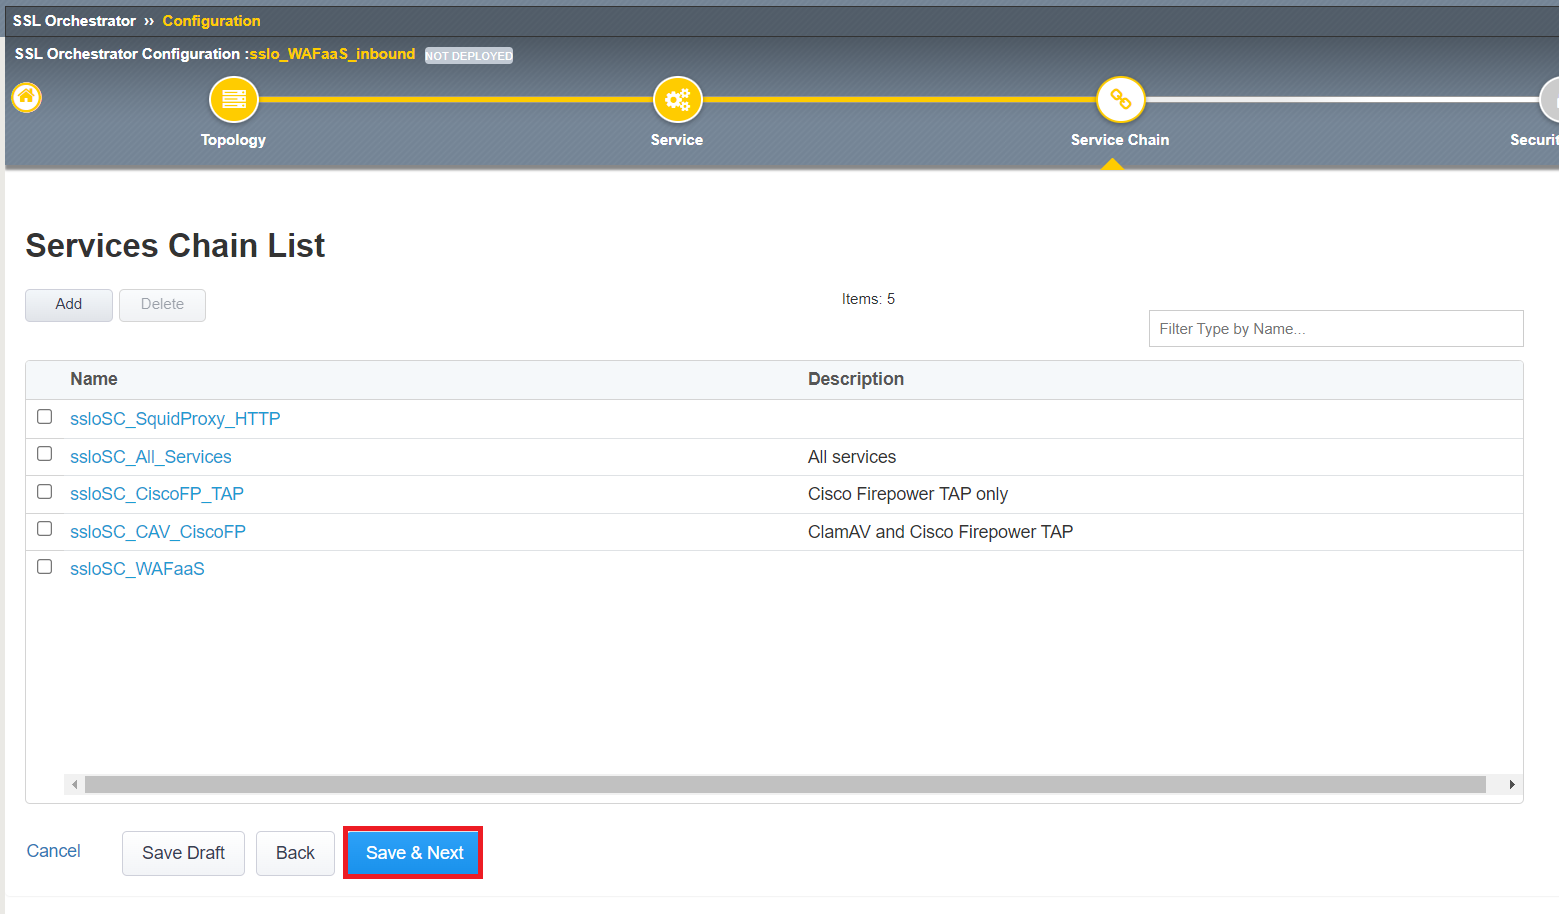 SSL Orchestrator ›› Configuration
SSL Orchestrator Configuration :sslo_WAFaaS_inbound NOT DEPLOYED
Topology Service Service Chain Securit
Services Chain List
Add Delete Items: 5
Filter Type by Name...
Name Description
ssloSC_SquidProxy_HTTP
ssloSC_All_Services All services
ssloSC_CiscoFP_TAP Cisco Firepower TAP only
ssloSC_CAV_CiscoFP ClamAV and Cisco Firepower TAP
ssloSC_WAFaaS
Cancel Save Draft Back Save & Next